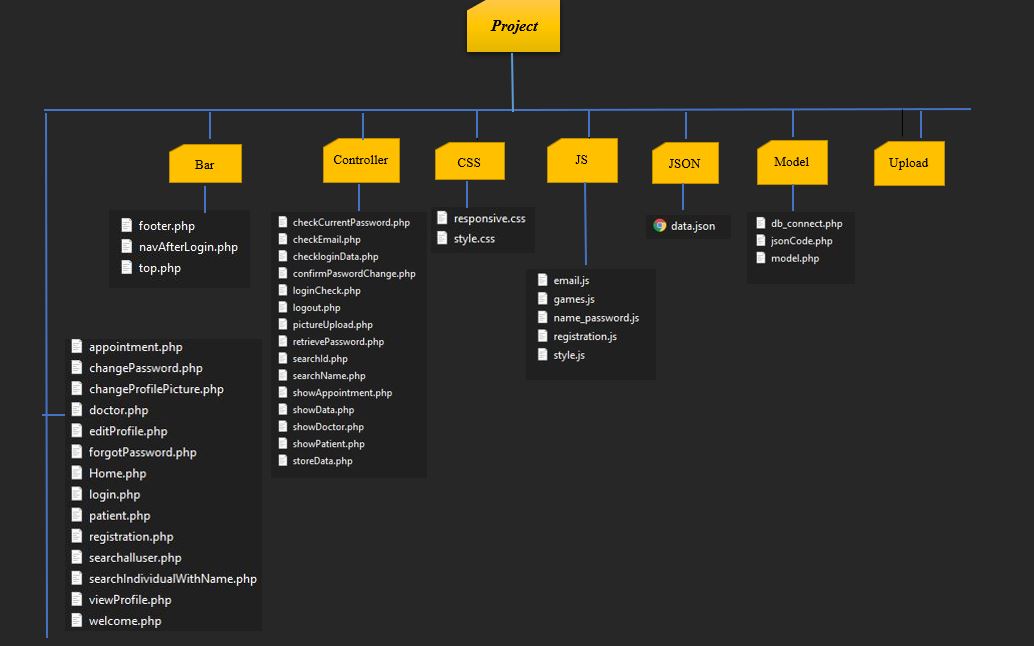 Project
Bar
Controller
CSS
JS
JSON
Model
Upload
footer.php
navAfterLogin.php
top.php
checkCurrentPassword.php
checkEmail.php
checkloginData.php
confirmPaswordChange.php
loginCheck.php
logout.php
pictureUpload.php
retrievePassword.php
searchId.php
searchName.php
showAppointment.php
showData.php
showDoctor.php
showPatient.php
storeData.php
responsive.css
style.css
email.js
games.js
name_password.js
registration.js
style.js
data.json
db_connect.php
jsonCode.php
model.php
appointment.php
changePassword.php
changeProfilePicture.php
doctor.php
editProfile.php
forgotPassword.php
Home.php
login.php
patient.php
registration.php
searchalluser.php
searchIndividualWithName.php
viewProfile.php
welcome.php